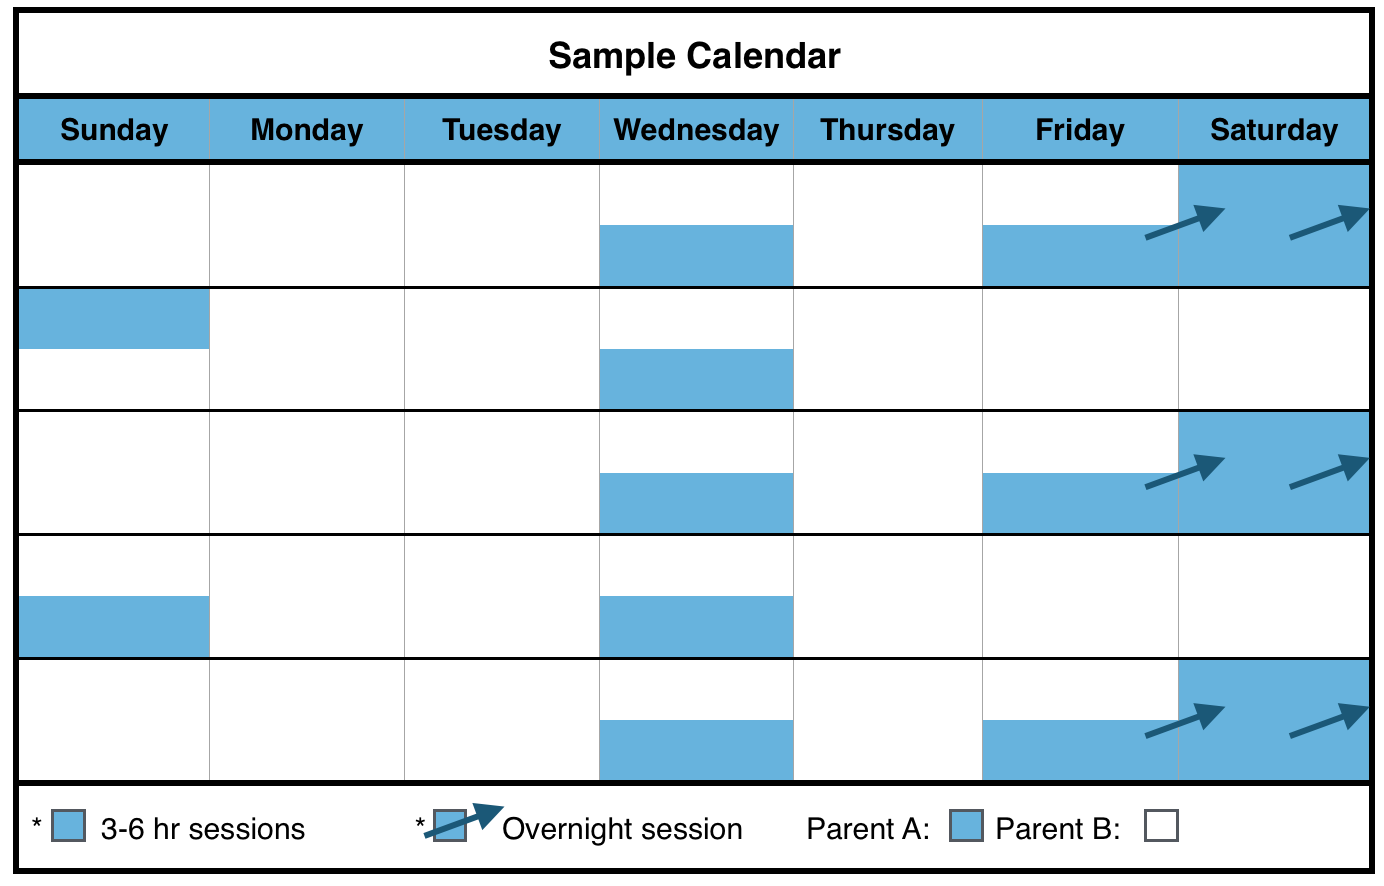 Sample Calendar
Sunday Monday Tuesday Wednesday Thursday Friday Saturday
* 3-6 hr sessions * Overnight session Parent A: Parent B: